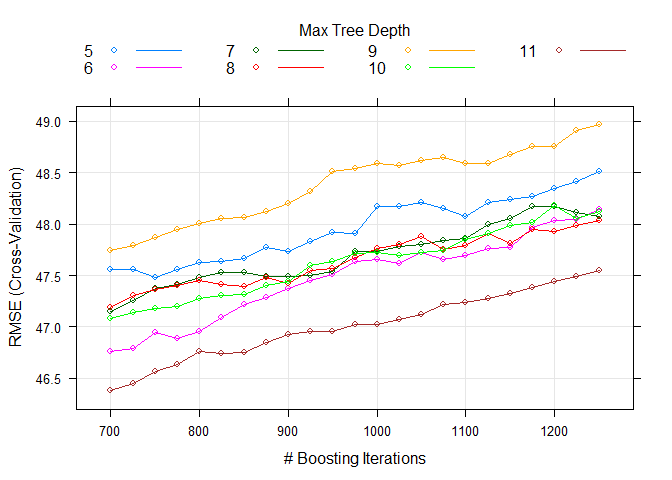 Max Tree Depth
5 7 9 11
6 8 10
49.0
48.5
48.0
47.5
47.0
46.5
RMSE (Cross-Validation)
700 800 900 1000 1100 1200
# Boosting Iterations